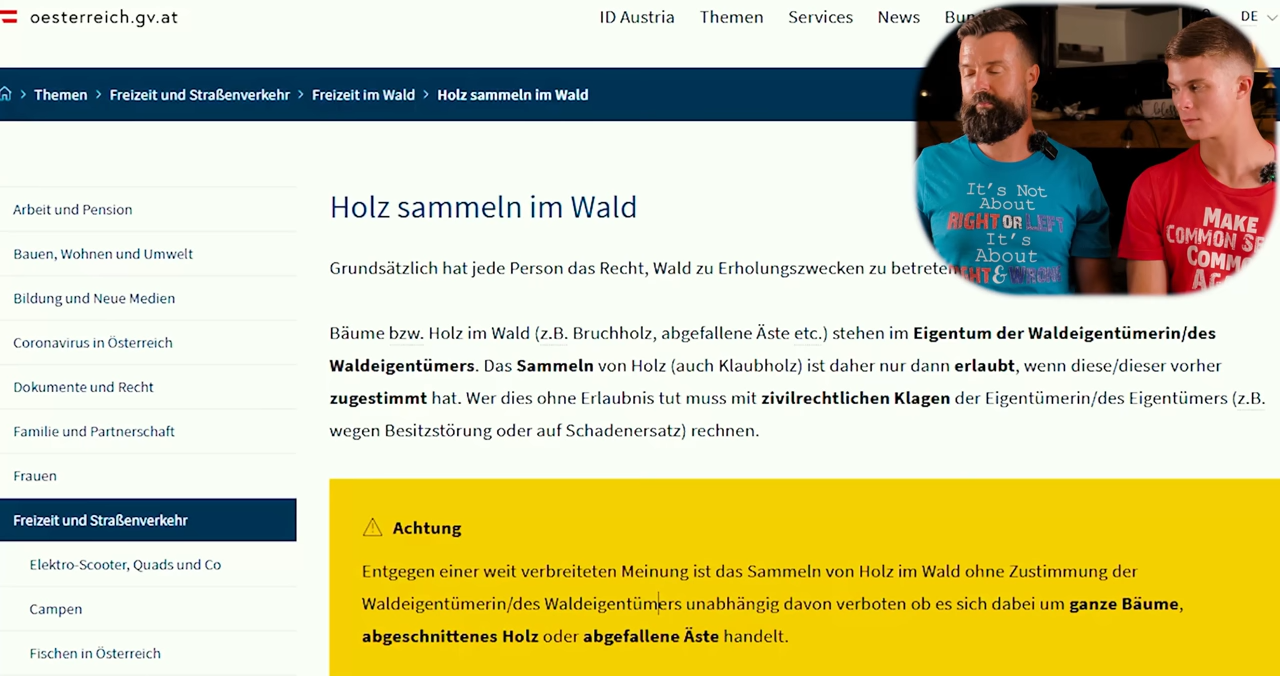 oesterreich.gv.at
ID Austria Themen Services News
DE
Themen > Freizeit und Straßenverkehr > Freizeit im Wald > Holz sammeln im Wald
Arbeit und Pension
Bauen, Wohnen und Umwelt
Bildung und Neue Medien
Coronavirus in Österreich
Dokumente und Recht
Familie und Partnerschaft
Frauen
Freizeit und Straßenverkehr
Elektro-Scooter, Quads und Co
Campen
Fischen in Österreich
Holz sammeln im Wald
Grundsätzlich hat jede Person das Recht, Wald zu Erholungszwecken zu betreten
Bäume bzw. Holz im Wald (z.B. Bruchholz, abgefallene Äste etc.) stehen im Eigentum der Waldeigentümerin/des
Waldeigentümers. Das Sammeln von Holz (auch Klaubholz) ist daher nur dann erlaubt, wenn diese/dieser vorher
zugestimmt hat. Wer dies ohne Erlaubnis tut muss mit zivilrechtlichen Klagen der Eigentümerin/des Eigentümers (z.B.
wegen Besitzstörung oder auf Schadenersatz) rechnen.
Achtung
Entgegen einer weit verbreiteten Meinung ist das Sammeln von Holz im Wald ohne Zustimmung der
Waldeigentümerin/des Waldeigentümers unabhängig davon verboten ob es sich dabei um ganze Bäume,
abgeschnittenes Holz oder abgefallene Äste handelt.
It's Not
About
RIGHT OR LEFT
It's
About
& WRONG
MAKE
COMMON